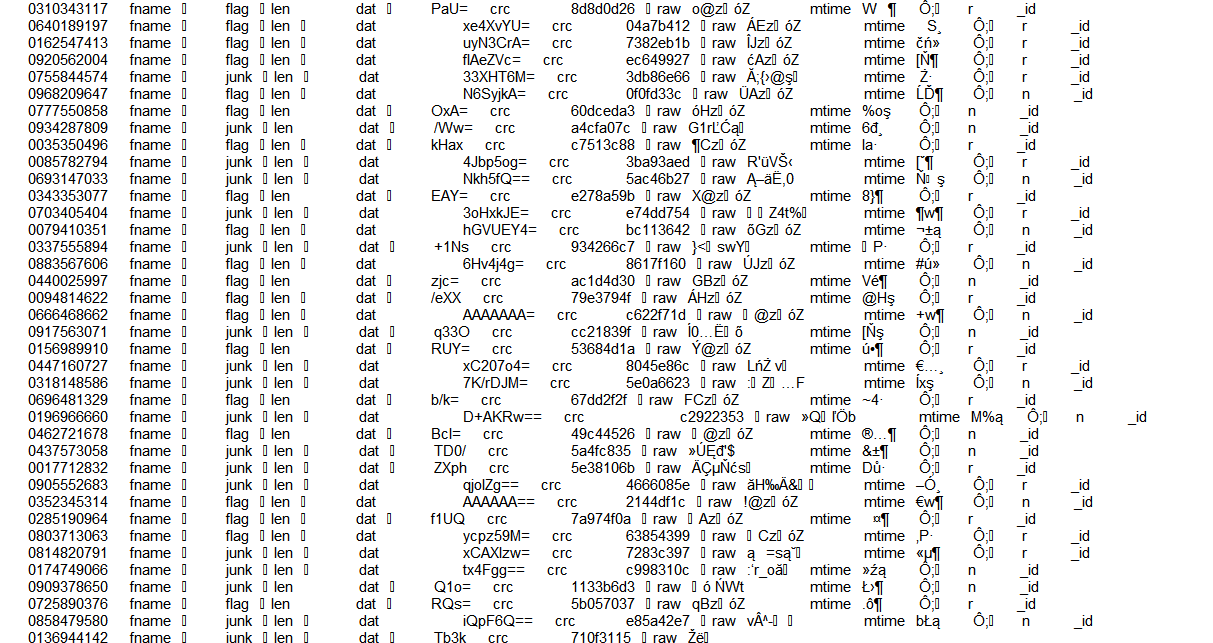 0310343117 fname flag len dat PaU= crc 8d8d0d26 raw o@z óZ mtime W ¶ Ô; r _id
0640189197 fname flag len dat xe4XvYU= crc 04a7b412 raw ÁEz óZ mtime S¸ Ô; r _id
0162547413 fname flag len dat uyN3CrA= crc 7382eb1b raw ÎJz óZ mtime čń» Ô; r _id
0920562004 fname flag len dat flAeZVc= crc ec649927 raw ćAz óZ mtime [Ñ¶ Ô; r _id
0755844574 fname junk len dat 33XHT6M= crc 3db86e66 raw Ă;{›@ş mtime Ż· Ô; r _id
0968209647 fname flag len dat N6SyjkA= crc 0f0fd33c raw ÜAz óZ mtime ĹĎ¶ Ô; n _id
0777550858 fname flag len dat OxA= crc 60dceda3 raw óHz óZ mtime %oş Ô; n _id
0934287809 fname junk len dat /Ww= crc a4cfa07c raw G1rĽĆą mtime 6đ¸ Ô; n _id
0035350496 fname flag len dat kHax crc c7513c88 raw ¶Cz óZ mtime la· Ô; r _id
0085782794 fname junk len dat 4Jbp5og= crc 3ba93aed raw R'üVŠ‹ mtime [˘¶ Ô; r _id
0693147033 fname junk len dat Nkh5fQ== crc 5ac46b27 raw Ą–äË‚0 mtime Ñ ş Ô; n _id
0343353077 fname flag len dat EAY= crc e278a59b raw X@z óZ mtime 8}¶ Ô; r _id
0703405404 fname junk len dat 3oHxkJE= crc e74dd754 raw Z4t% mtime ¶w¶ Ô; r _id
0079410351 fname flag len dat hGVUEY4= crc bc113642 raw őGz óZ mtime ¬±ą Ô; n _id
0337555894 fname junk len dat +1Ns crc 934266c7 raw }< swY mtime P· Ô; r _id
0883567606 fname flag len dat 6Hv4j4g= crc 8617f160 raw ÚJz óZ mtime #ú» Ô; n _id
0440025997 fname flag len dat zjc= crc ac1d4d30 raw GBz óZ mtime Vé¶ Ô; n _id
0094814622 fname flag len dat /eXX crc 79e3794f raw ÁHz óZ mtime @Hş Ô; r _id
0666468662 fname flag len dat AAAAAAA= crc c622f71d raw @z óZ mtime +w¶ Ô; n _id
0917563071 fname junk len dat q33O crc cc21839f raw Í0…Ë ő mtime [Ňş Ô; n _id
0156989910 fname flag len dat RUY= crc 53684d1a raw Ý@z óZ mtime ú•¶ Ô; r _id
0447160727 fname junk len dat xC207o4= crc 8045e86c raw LńŽ v mtime €…¸ Ô; r _id
0318148586 fname junk len dat 7K/rDJM= crc 5e0a6623 raw : Z …F mtime Íxş Ô; n _id
0696481329 fname flag len dat b/k= crc 67dd2f2f raw FCz óZ mtime ~4· Ô; r _id
0196966660 fname junk len dat D+AKRw== crc c2922353 raw »Q ľÖb mtime M%ą Ô; n _id
0462721678 fname flag len dat BcI= crc 49c44526 raw @z óZ mtime ®…¶ Ô; n _id
0437573058 fname junk len dat TD0/ crc 5a4fc835 raw »ÚĘđ"$ mtime &±¶ Ô; n _id
0017712832 fname junk len dat ZXph crc 5e38106b raw ÄÇµŇćs mtime Dů· Ô; r _id
0905552683 fname junk len dat qjolZg== crc 4666085e raw ăH‰Ä& mtime –Ó¸ Ô; r _id
0352345314 fname flag len dat AAAAAA== crc 2144df1c raw !@z óZ mtime €w¶ Ô; n _id
0285190964 fname flag len dat f1UQ crc 7a974f0a raw Az óZ mtime ¤¶ Ô; r _id
0803713063 fname flag len dat ycpz59M= crc 63854399 raw Cz óZ mtime ‚P· Ô; r _id
0814820791 fname junk len dat xCAXIzw= crc 7283c397 raw ą =są˘ mtime «µ¶ Ô; r _id
0174749066 fname junk len dat tx4Fgg== crc c998310c raw :'r_oă mtime »źą Ô; n _id
0909378650 fname junk len dat Q1o= crc 1133b6d3 raw ó ŃWt mtime Ł›¶ Ô; n _id
0725890376 fname flag len dat RQs= crc 5b057037 raw qBz óZ mtime .ô¶ Ô; r _id
0858479580 fname junk len dat iQpF6Q== crc e85a42e7 raw mtime bŁą Ô; n _id
0136944142 fname junk len dat Tb3k crc 710f3115 raw Žë